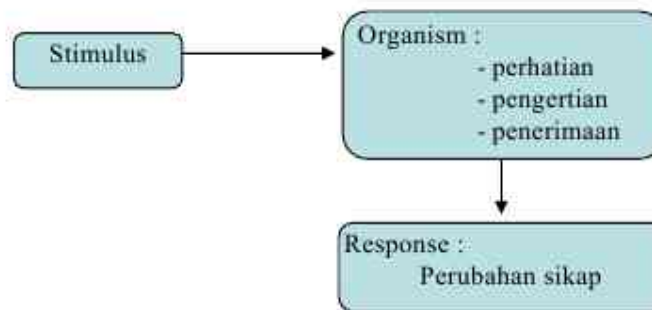 Stimulus
Organism :
- perhatian
- pengertian
- penerimaan
Response :
Perubahan sikap